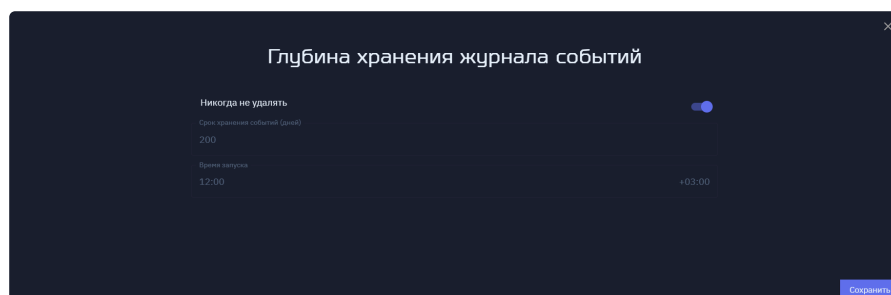 Глубина хранения журнала событий
Никогда не удалять
Срок хранения событий (дней)
200
Время запуска
12:00 +03:00
Сохранить